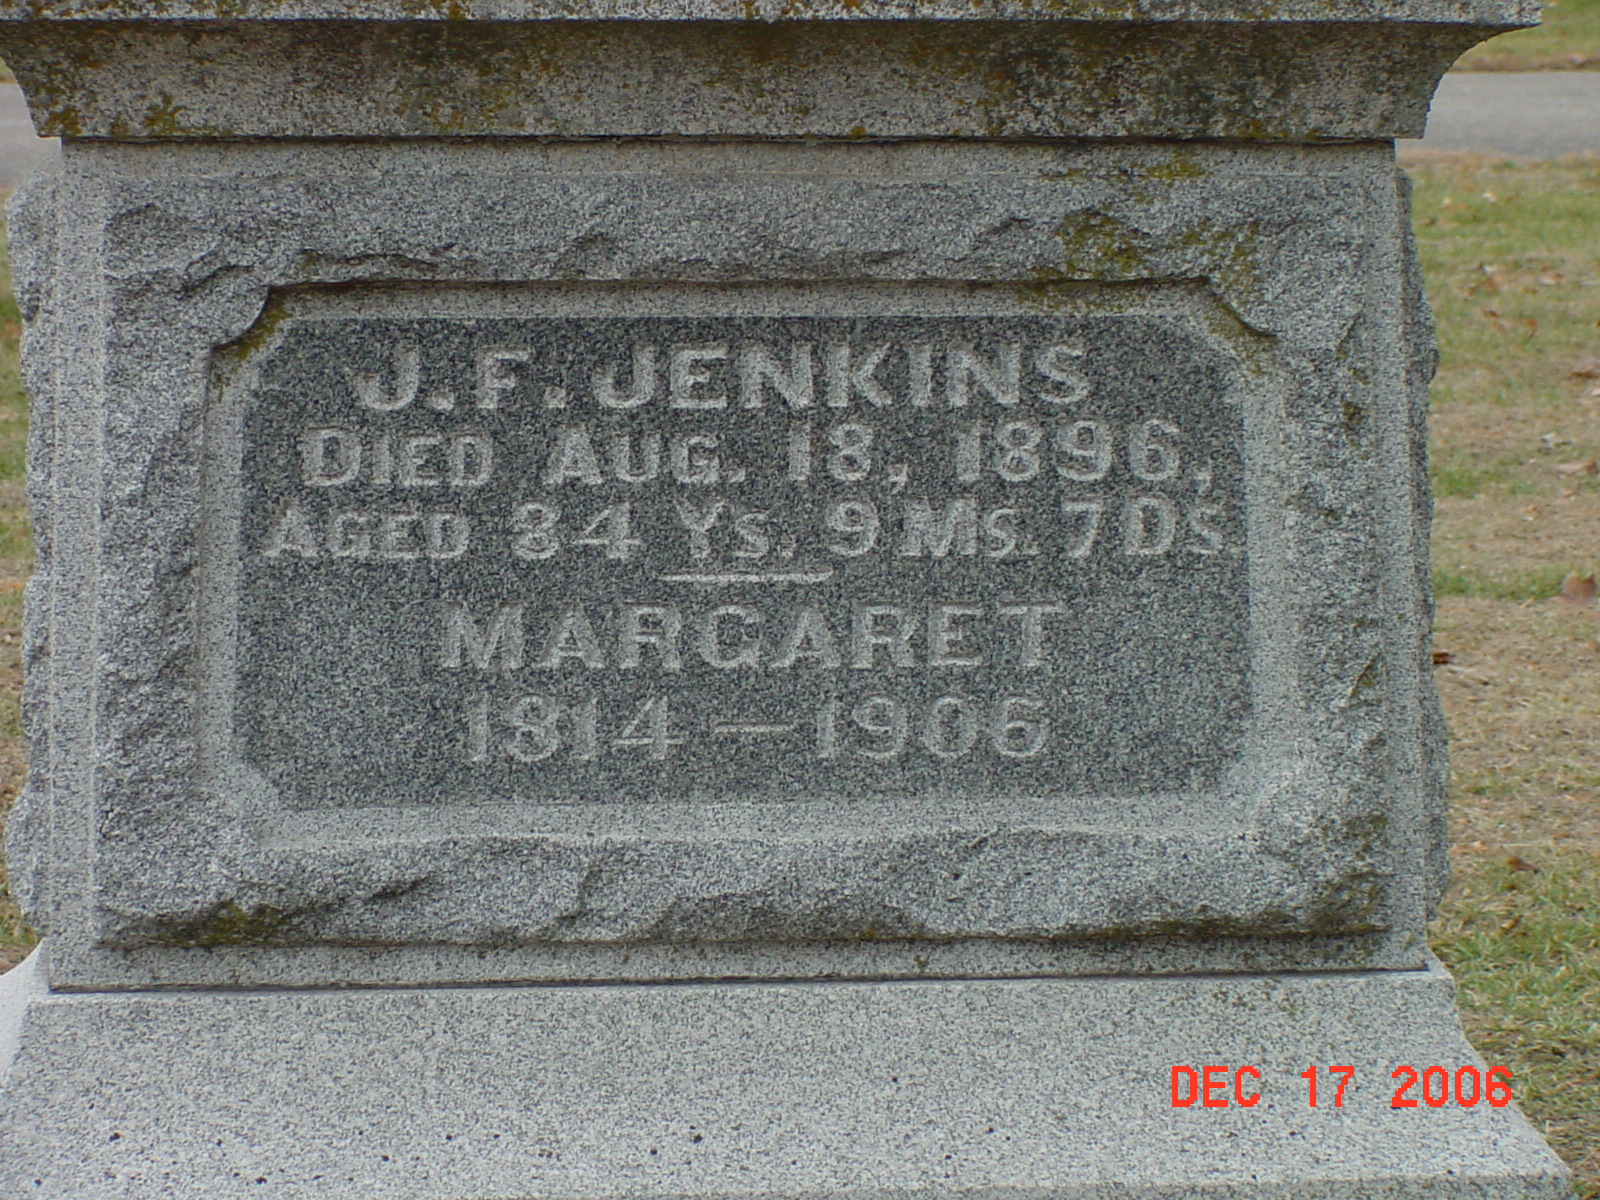 J. F. JENKINS
DIED AUG. 18, 1896,
AGED 84 YS. 9 MS. 7 DS.
MARGARET
1814 — 1906
DEC 17 2006